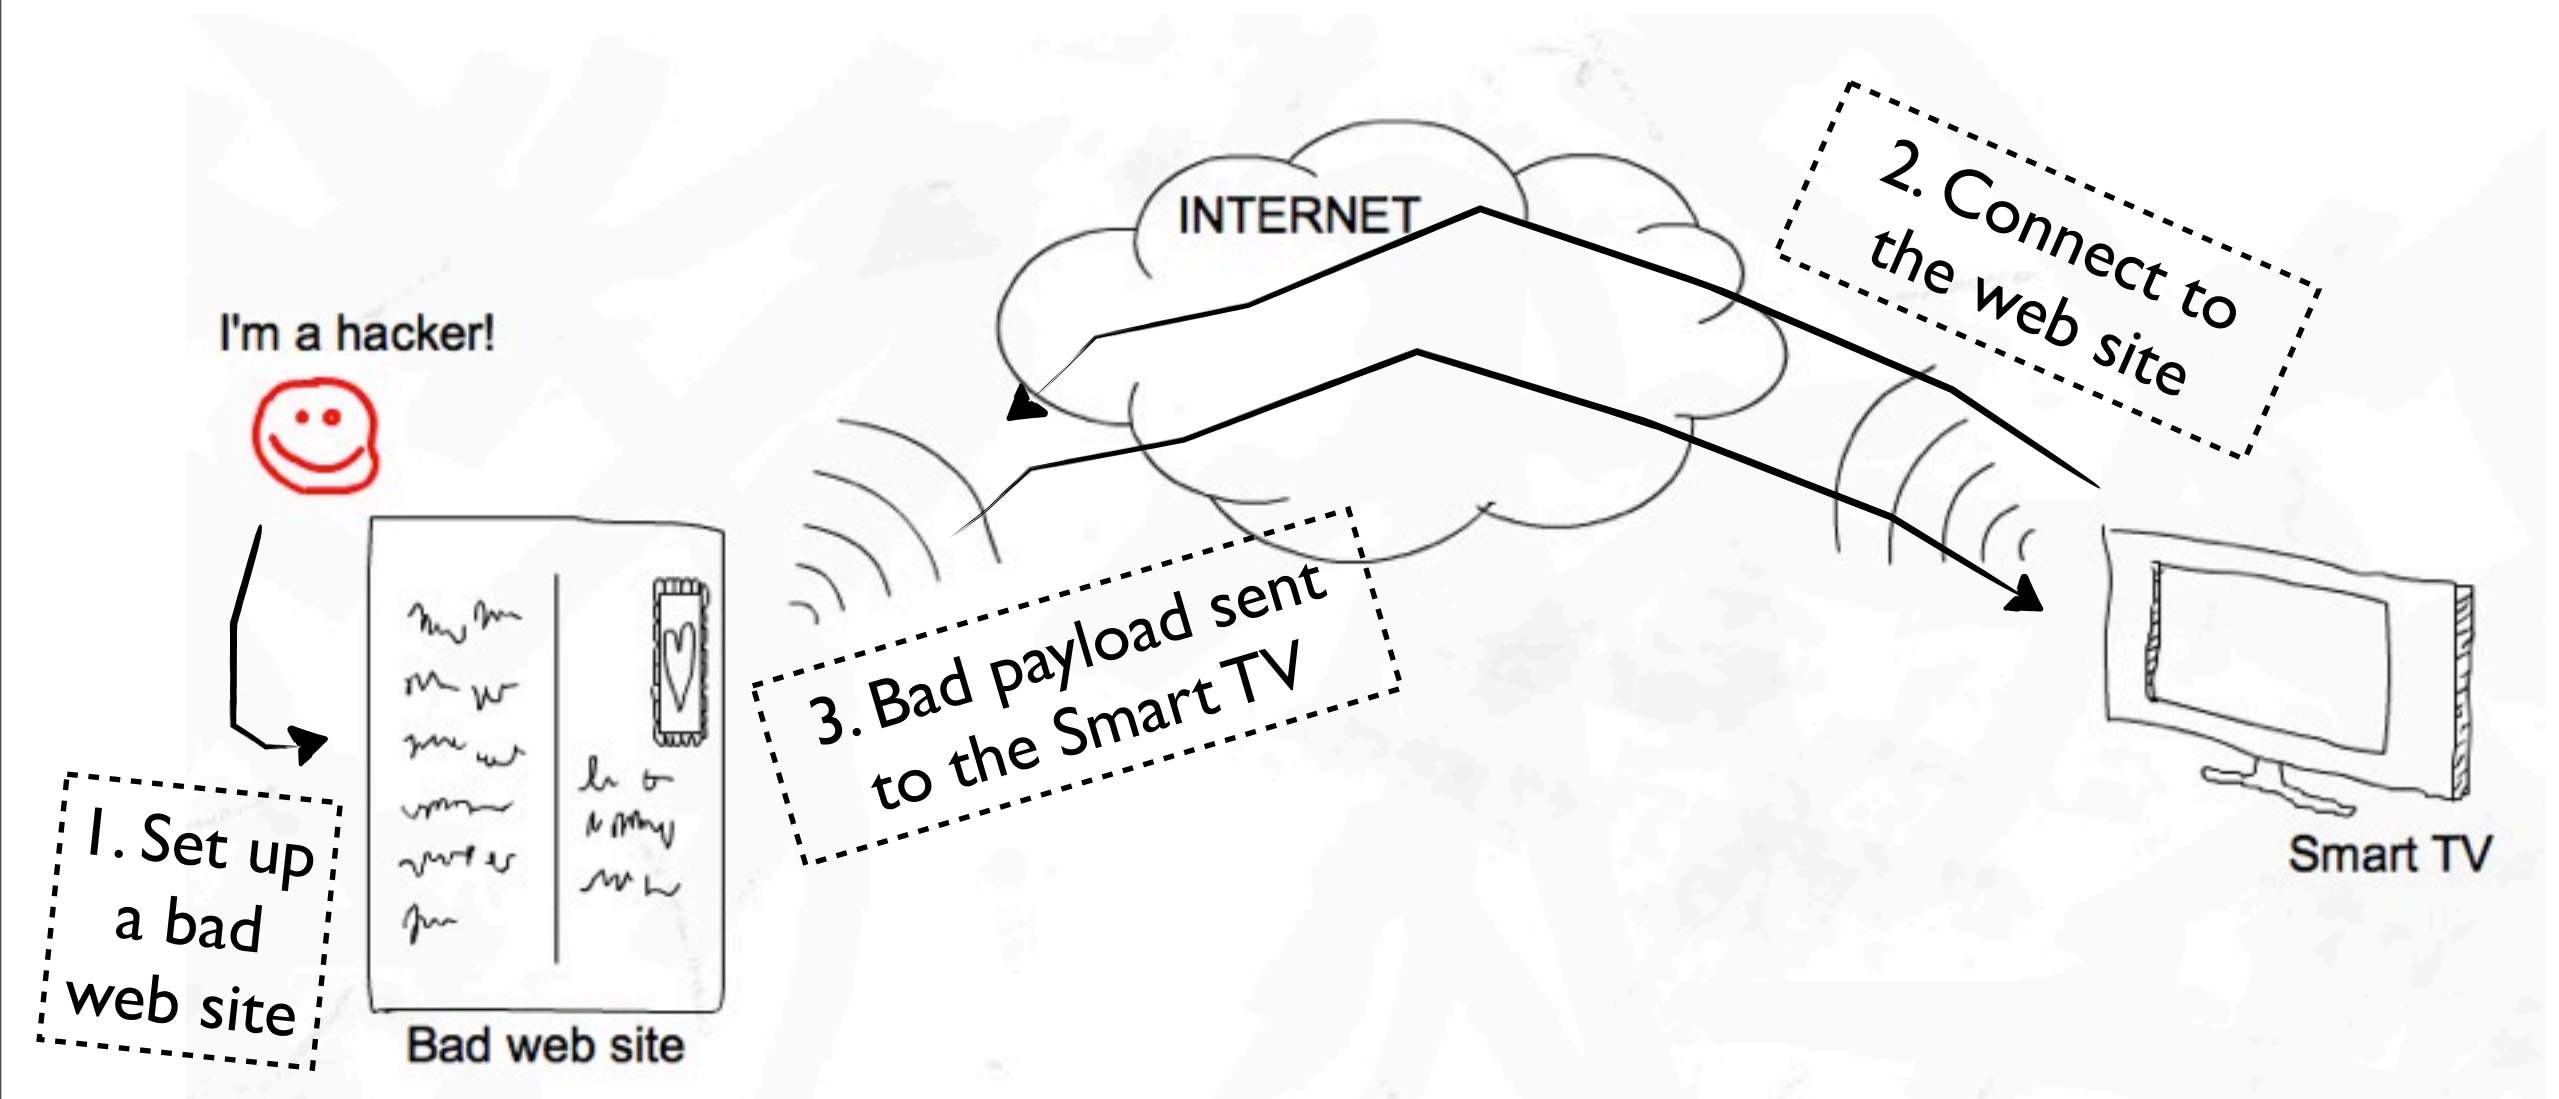 INTERNET
2. Connect to
the web site
I'm a hacker!
3. Bad payload sent
to the Smart TV
1. Set up
a bad
web site
Smart TV
Bad web site